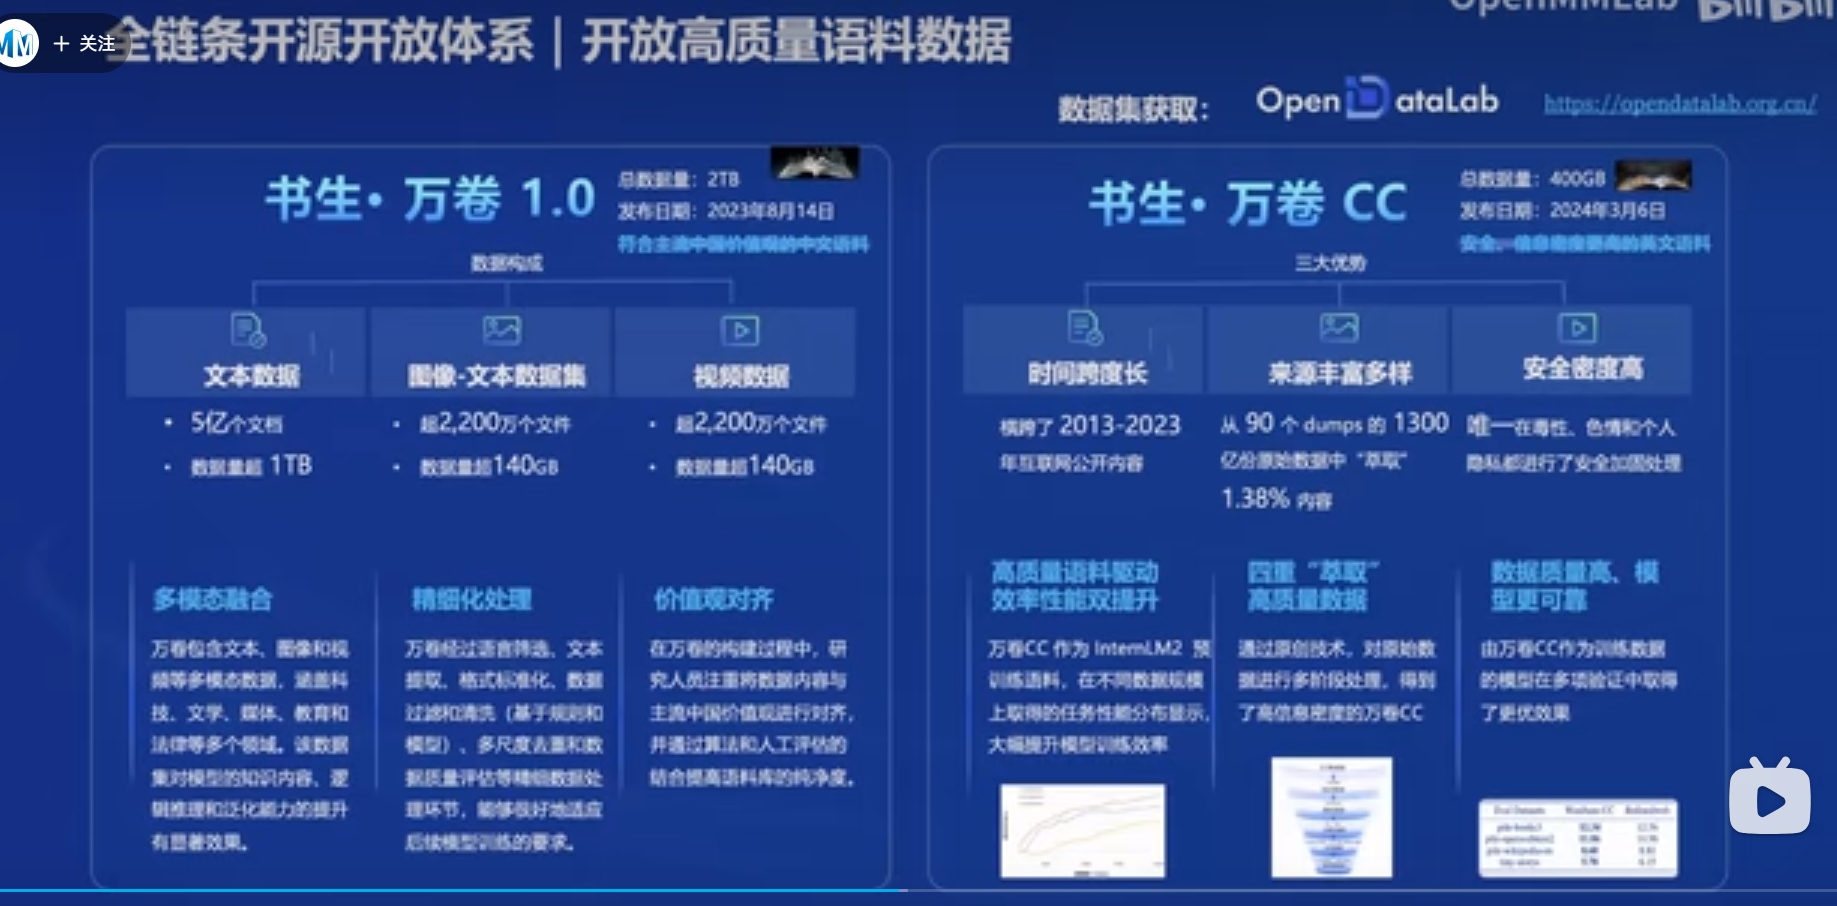 + 关注
全链条开源开放体系 | 开放高质量语料数据
OpenMMLab
数据集获取：
OpenDataLab
https://opendatalab.org.cn/
书生·万卷 1.0
总数据量：2TB
发布日期：2023年8月14日
符合主流中国价值观的中文语料
数据构成
文本数据
图像-文本数据集
视频数据
• 5亿个文档
• 数据量超 1TB
• 超2,200万个文件
• 数据量超140GB
• 超2,200万个文件
• 数据量超140GB
多模态融合
万卷包含文本、图像和视
频等多模态数据，涵盖科
技、文学、媒体、教育和
法律等多个领域。该数据
集对模型的知识内容、逻
辑推理和泛化能力的提升
有显著效果。
精细化处理
万卷经过语言筛选、文本
提取、格式标准化、数据
过滤和清洗（基于规则和
模型）、多尺度去重和数
据质量评估等精细数据处
理环节，能够很好地适应
后续模型训练的要求。
价值观对齐
在万卷的构建过程中，研
究人员注重将数据内容与
主流中国价值观进行对齐，
并通过算法和人工评估的
结合提高语料库的纯净度。
书生·万卷 CC
总数据量：400GB
发布日期：2024年3月6日
安全、信息密度更高的英文语料
三大优势
时间跨度长
来源丰富多样
安全密度高
横跨了 2013-2023
年互联网公开内容
从 90 个 dumps 的 1300
亿份原始数据中“萃取”
1.38% 内容
唯一在毒性、色情和个人
隐私都进行了安全加固处理
高质量语料驱动
效率性能双提升
万卷CC 作为 InternLM2 预
训练语料，在不同数据规模
上取得的任务性能分布显示，
大幅提升模型训练效率
四重“萃取”
高质量数据
通过原创技术，对原始数
据进行多阶段处理，得到
了高信息密度的万卷CC
数据质量高、模
型更可靠
由万卷CC作为训练数据
的模型在多项验证中取得
了更优效果